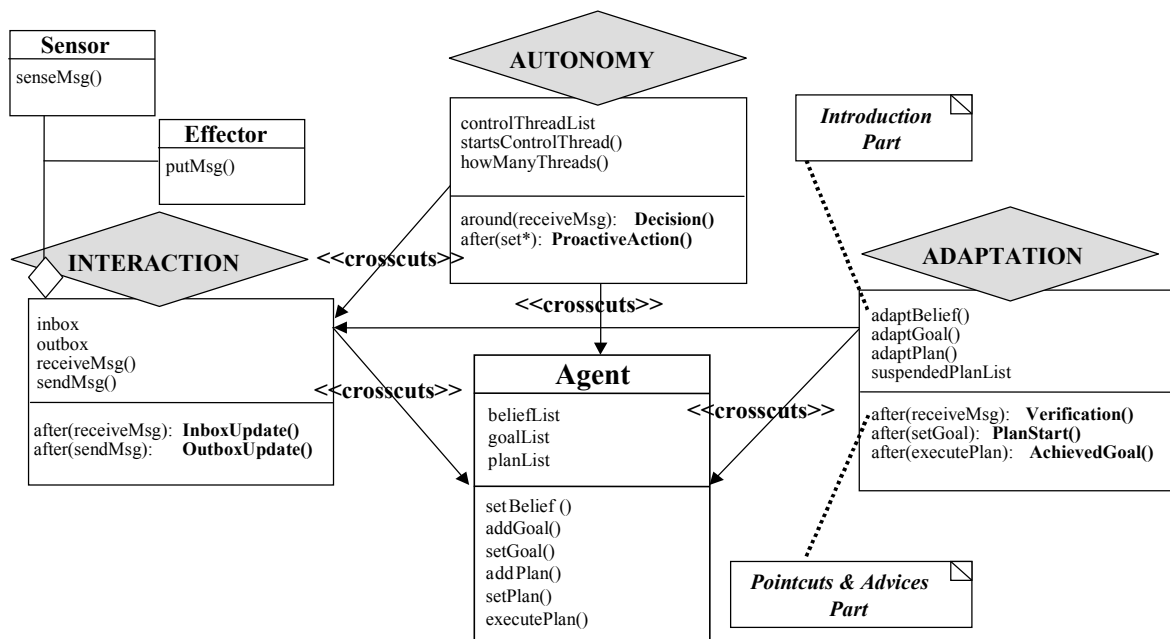 Sensor
senseMsg()
Effector
putMsg()
AUTONOMY
controlThreadList
startsControlThread()
howManyThreads()
around(receiveMsg): Decision()
after(set*): ProactiveAction()
Introduction
Part
INTERACTION
<<crosscuts>>
inbox
outbox
receiveMsg()
sendMsg()
after(receiveMsg): InboxUpdate()
after(sendMsg): OutboxUpdate()
<<crosscuts>>
<<crosscuts>>
<<crosscuts>>
Agent
beliefList
goalList
planList
setBelief ()
addGoal()
setGoal()
addPlan()
setPlan()
executePlan()
ADAPTATION
adaptBelief()
adaptGoal()
adaptPlan()
suspendedPlanList
after(receiveMsg): Verification()
after(setGoal): PlanStart()
after(executePlan): AchievedGoal()
Pointcuts & Advices
Part